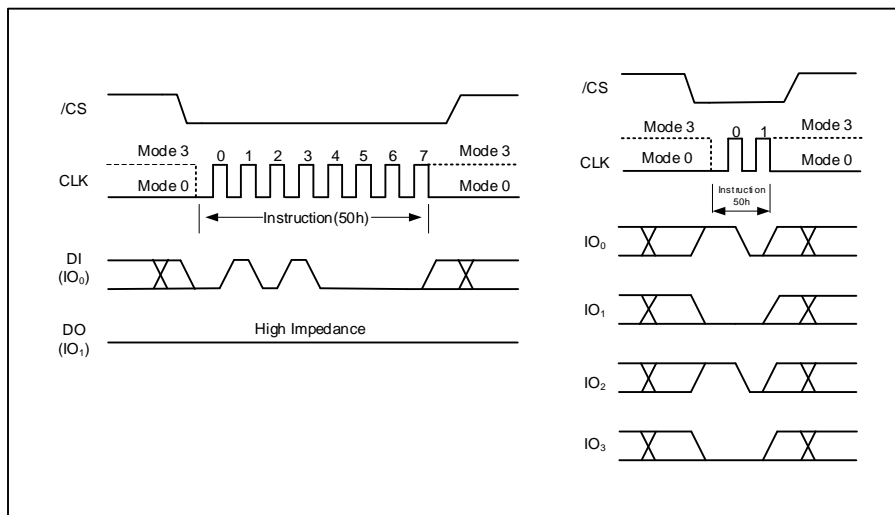 /CS
Mode 3
0 1 2 3 4 5 6 7
Mode 3
CLK
Mode 0
Mode 0
Instruction(50h)
DI
(IO0)
DO
(IO1)
High Impedance
/CS
Mode 3
0 1
Mode 3
CLK
Mode 0
Mode 0
Instruction
50h
IO0
IO1
IO2
IO3